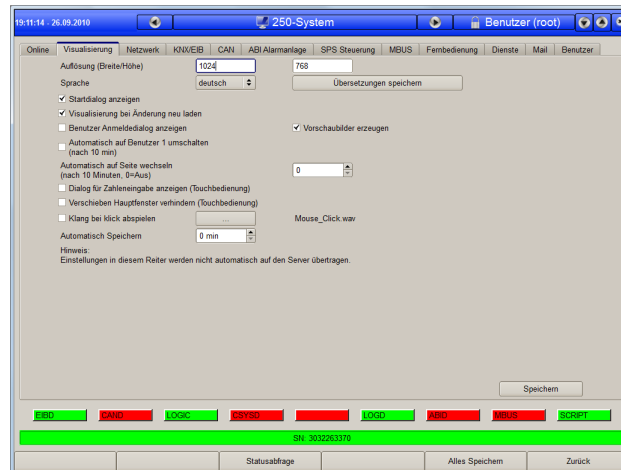 19:11:14 - 26.09.2010 250-System Benutzer (root)
Online Visualisierung Netzwerk KNX/EIB CAN ABI Alarmanlage SPS Steuerung MBUS Fernbedienung Dienste Mail Benutzer
Auflösung (Breite/Höhe) 1024 768
Sprache deutsch Übersetzungen speichern
Startdialog anzeigen
Visualisierung bei Änderung neu laden
Benutzer Anmeldedialog anzeigen Vorschaubilder erzeugen
Automatisch auf Benutzer 1 umschalten
(nach 10 min)
Automatisch auf Seite wechseln
(nach 10 Minuten, 0=Aus) 0
Dialog für Zahleneingabe anzeigen (Touchbedienung)
Verschieben Hauptfenster verhindern (Touchbedienung)
Klang bei klick abspielen ... Mouse_Click.wav
Automatisch Speichern 0 min
Hinweis:
Einstellungen in diesem Reiter werden nicht automatisch auf den Server übertragen.
Speichern
EIBD CAND LOGIC CSYSD LOGD ABID MBUS SCRIPT
SN: 3032263370
Statusabfrage Alles Speichern Zurück